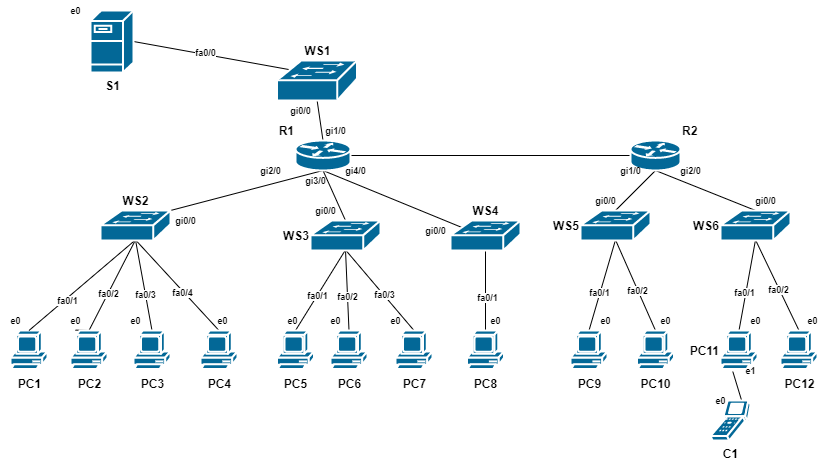 e0
S1
fa0/0
WS1
gi0/0
R1
gi1/0
R2
gi2/0
gi3/0
gi4/0
gi1/0
gi2/0
WS2
gi0/0
gi0/0
WS3
WS4
gi0/0
gi0/0
WS5
gi0/0
WS6
fa0/1
fa0/2
fa0/3
fa0/4
fa0/1
fa0/2
fa0/3
fa0/1
fa0/1
fa0/2
fa0/1
fa0/2
e0
e0
e0
e0
e0
e0
e0
e0
e0
e0
e0
e0
PC1
PC2
PC3
PC4
PC5
PC6
PC7
PC8
PC9
PC10
PC11
PC12
e1
e0
C1